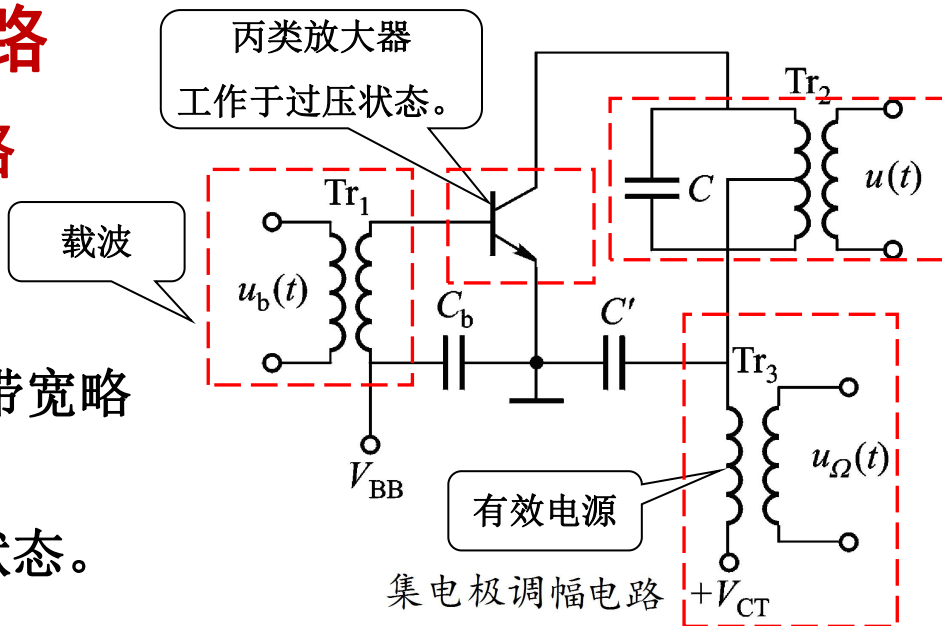 路
路
丙类放大器
工作于过压状态。
载波
Tr1
ub(t)
Cb
C′
VBB
Tr2
C
u(t)
Tr3
uΩ(t)
有效电源
+VCT
集电极调幅电路
带宽略
状态。